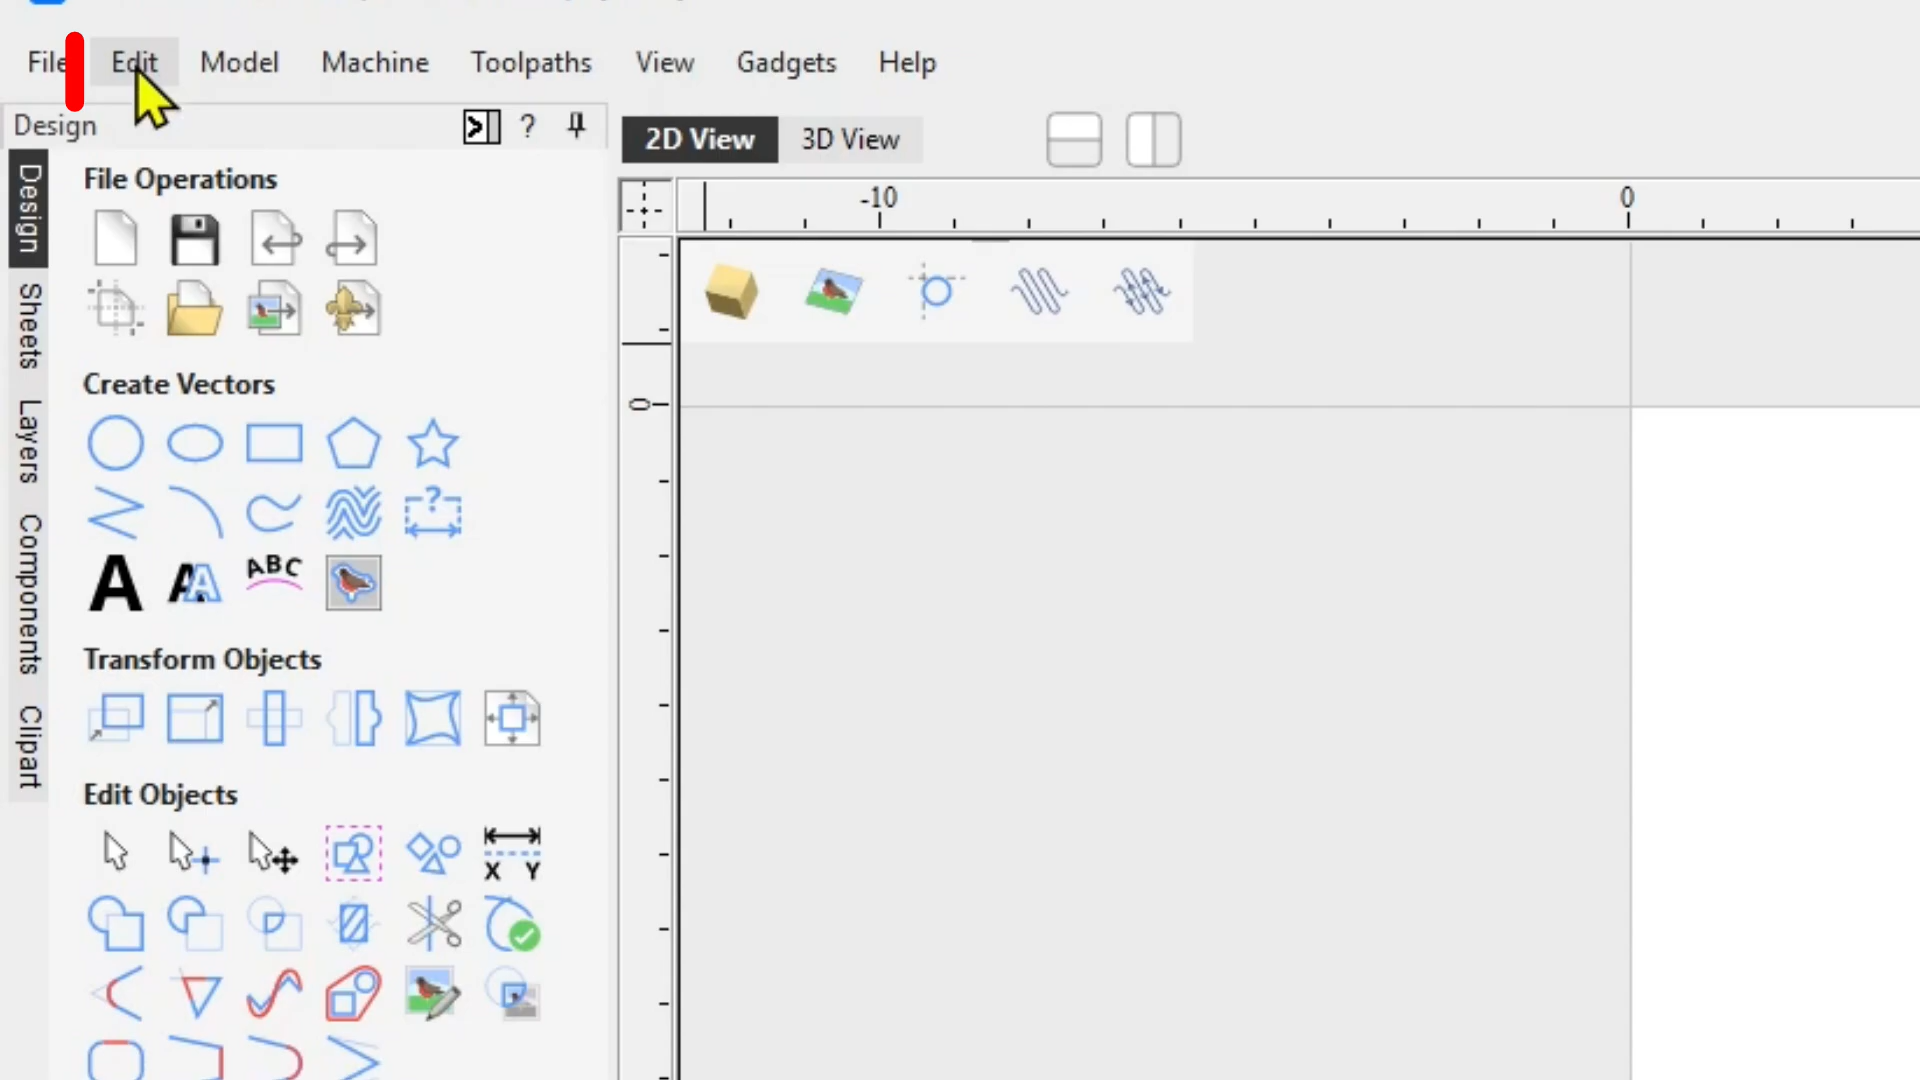 File Edit Model Machine Toolpaths View Gadgets Help
Design
?
2D View 3D View
-10 0
0
Design
Sheets
Layers
Components
Clipart
File Operations
Create Vectors
?
A A A ABC
Transform Objects
Edit Objects
X Y